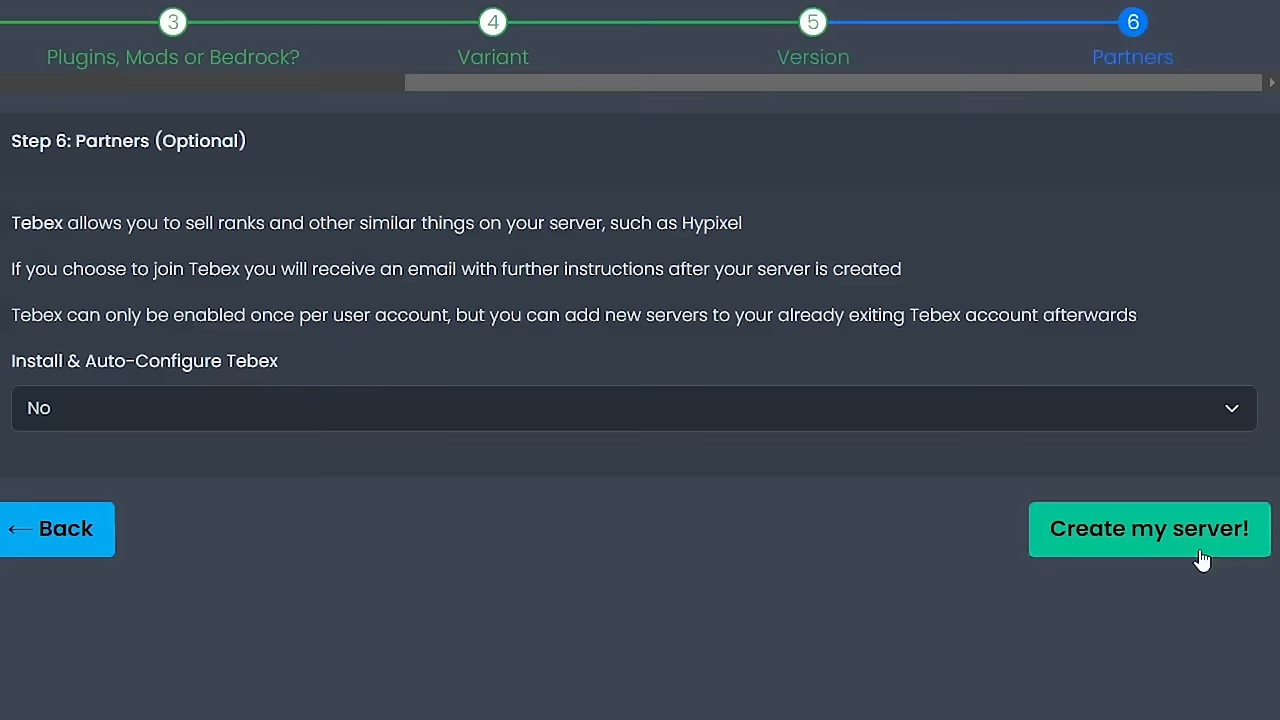 3
4
5
6
Plugins, Mods or Bedrock?
Variant
Version
Partners
Step 6: Partners (Optional)
Tebex allows you to sell ranks and other similar things on your server, such as Hypixel
If you choose to join Tebex you will receive an email with further instructions after your server is created
Tebex can only be enabled once per user account, but you can add new servers to your already exiting Tebex account afterwards
Install & Auto-Configure Tebex
No
← Back
Create my server!